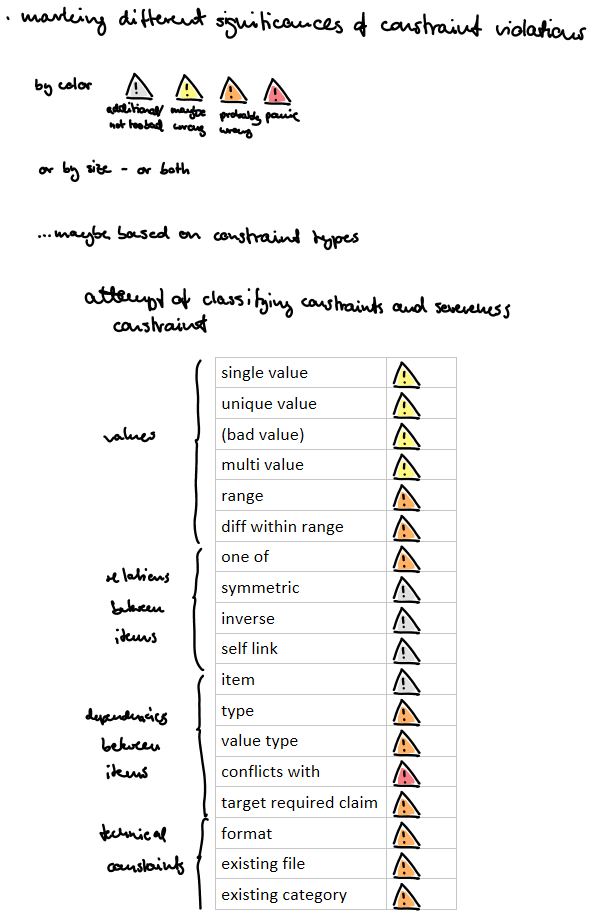 · marking different significances of constraint violations
by color
additional/ not too bad
maybe wrong
probably wrong
panic
or by size - or both
...maybe based on constraint types
attempt of classifying constraints and severeness
constraint
values
single value
unique value
(bad value)
multi value
range
diff within range
relations between items
one of
symmetric
inverse
self link
dependencies between items
item
type
value type
conflicts with
target required claim
technical constraints
format
existing file
existing category